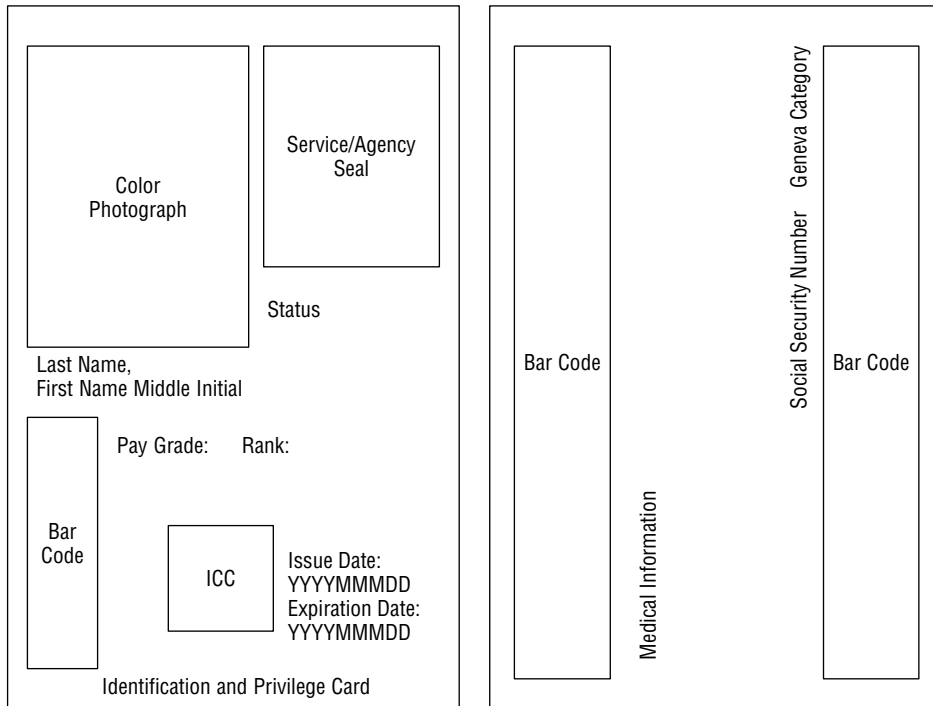 Color
Photograph
Service/Agency
Seal
Status
Last Name,
First Name Middle Initial
Pay Grade: Rank:
Bar
Code
ICC
Issue Date:
YYYYMMMDD
Expiration Date:
YYYYMMMDD
Identification and Privilege Card
Bar Code
Medical Information
Social Security Number Geneva Category
Bar Code